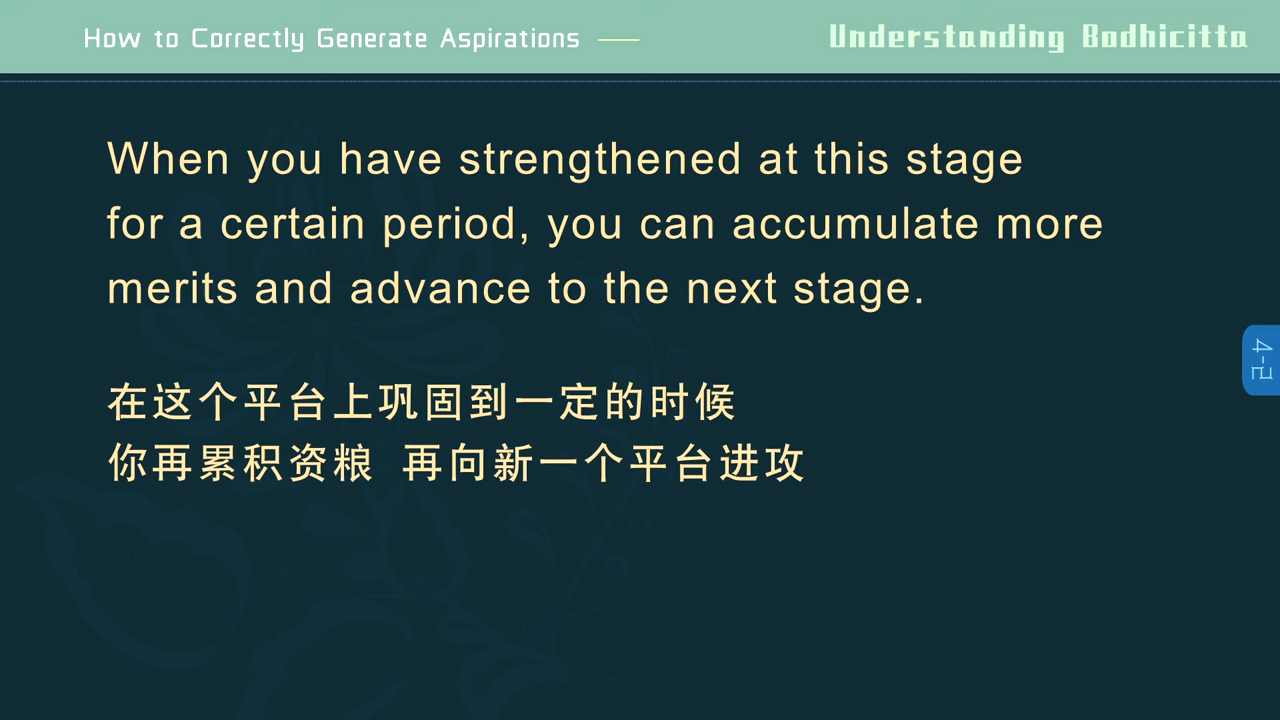 How to Correctly Generate Aspirations
Understanding Bodhicitta
When you have strengthened at this stage
for a certain period, you can accumulate more
merits and advance to the next stage.
在这个平台上巩固到一定的时候
你再累积资粮 再向新一个平台进攻
4-2